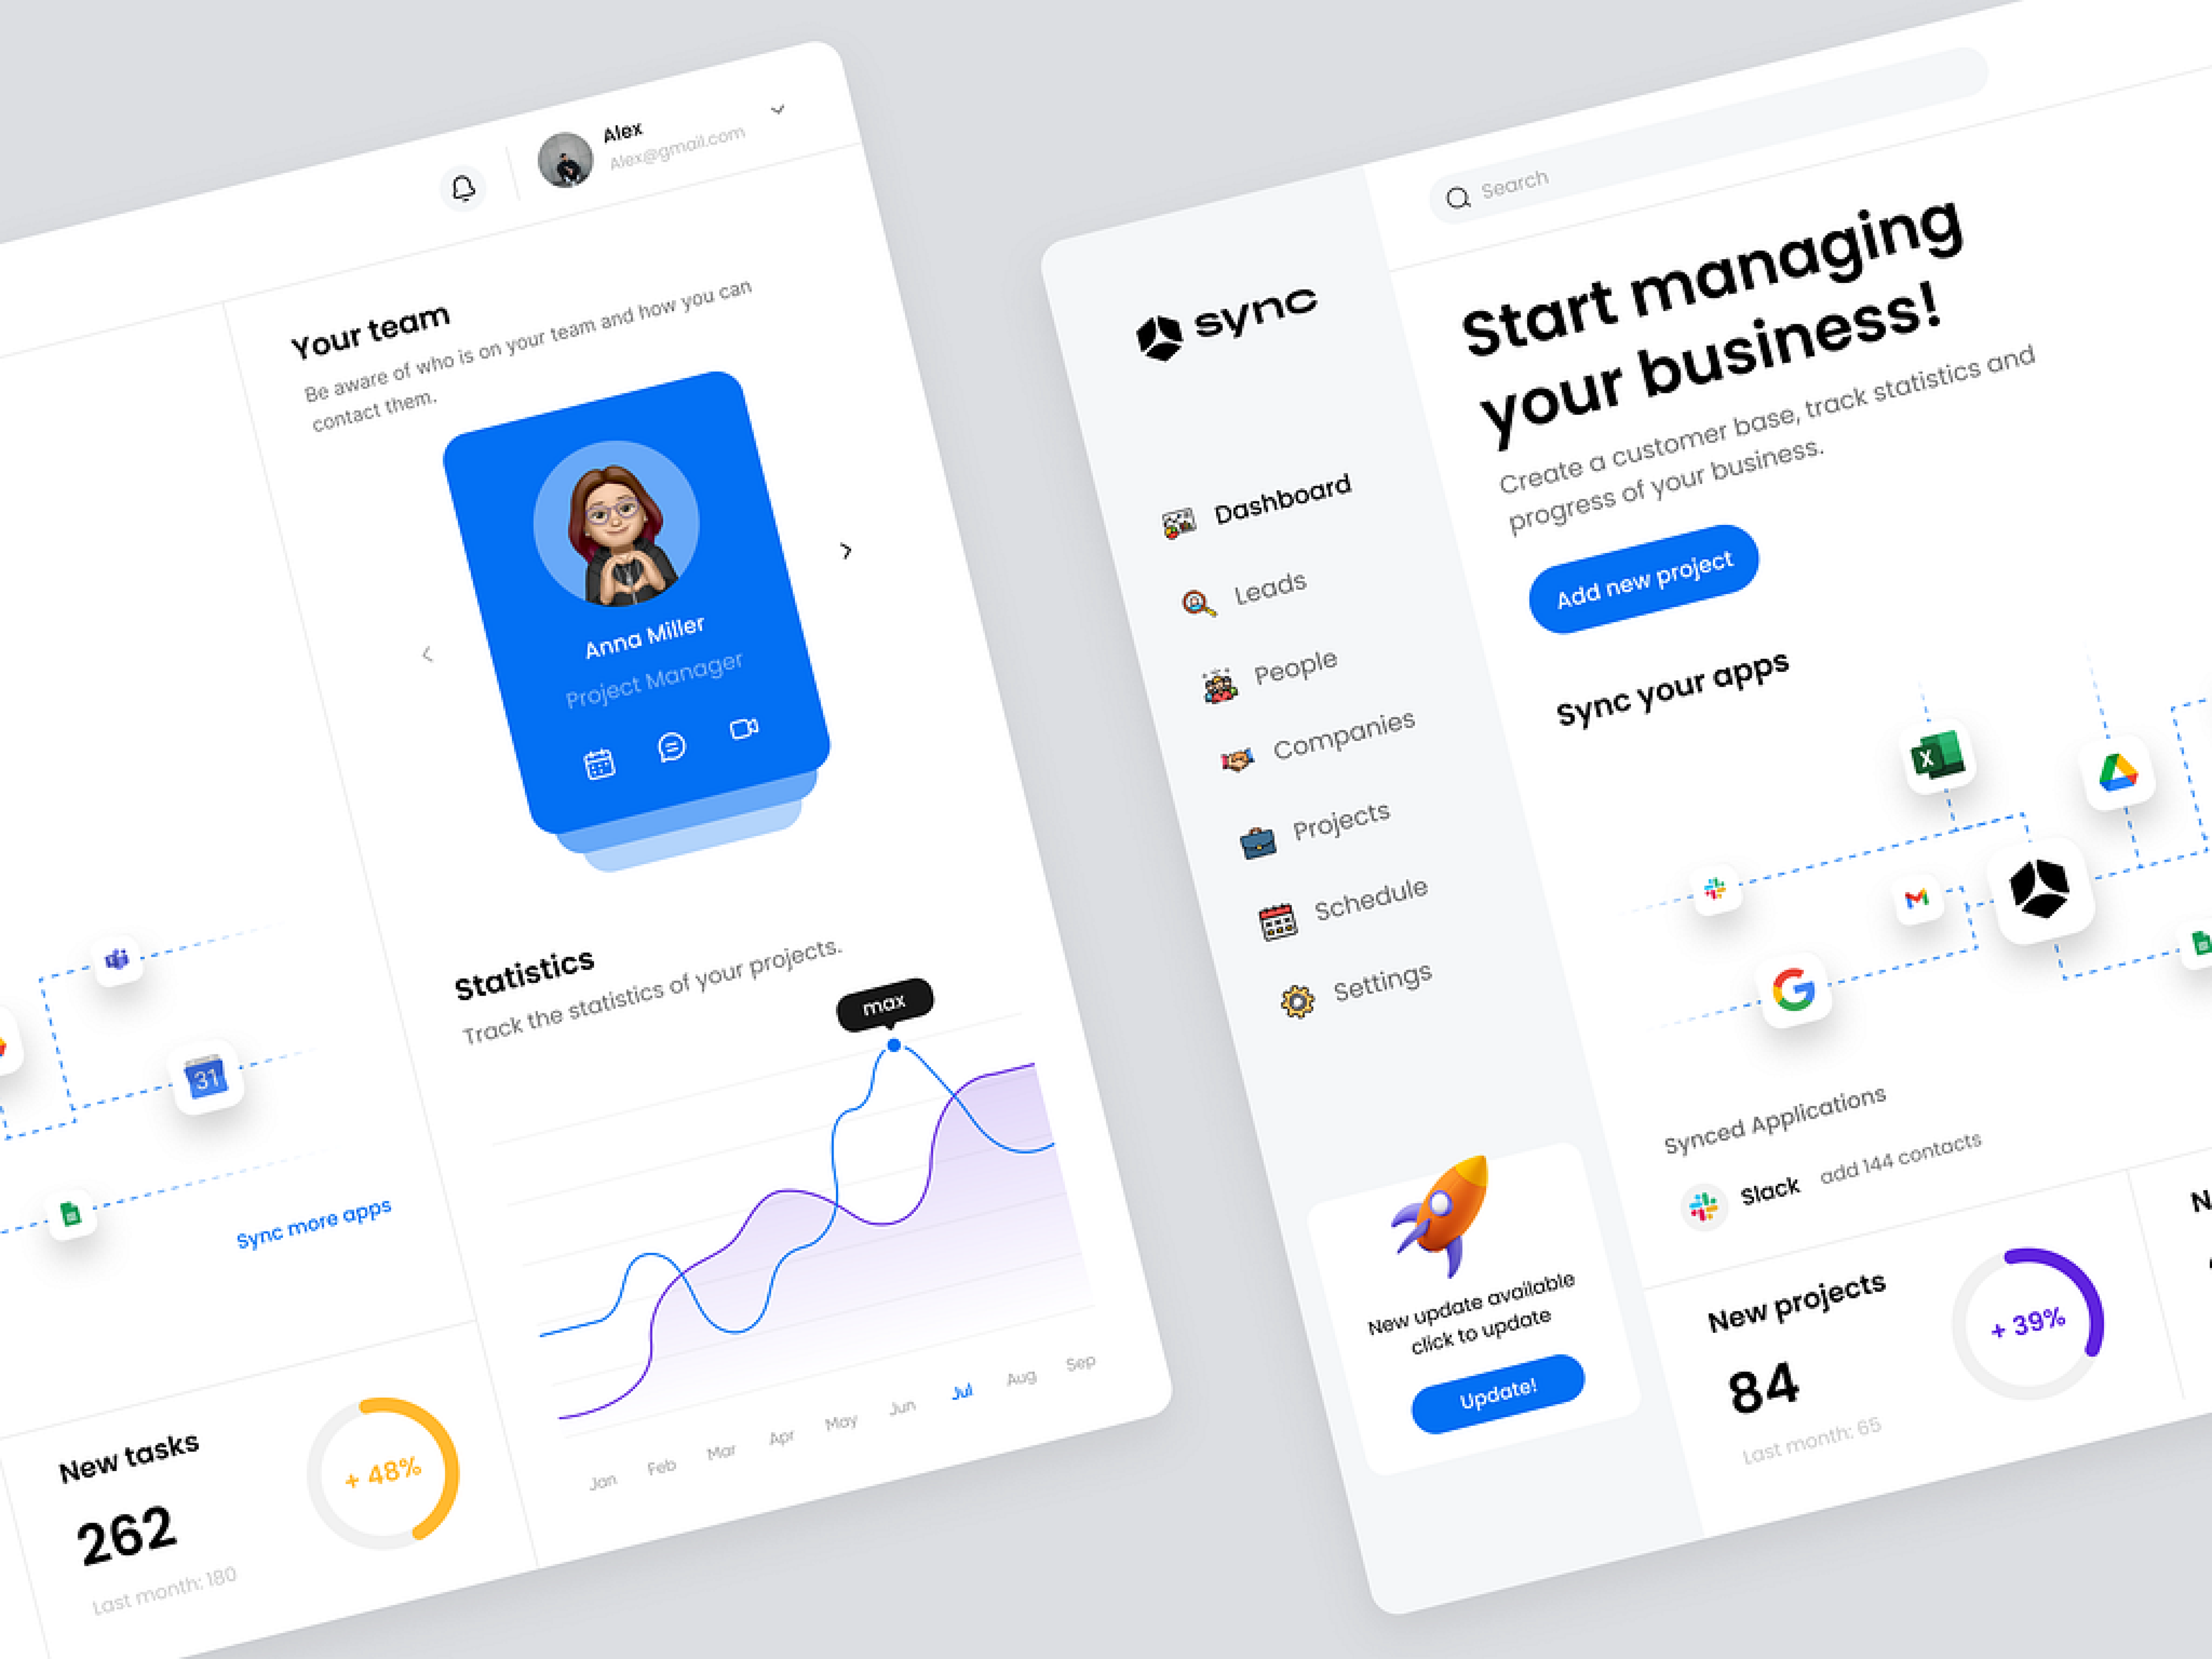 Alex
Alex@gmail.com
Your team
Be aware of who is on your team and how you can
contact them.
Anna Miller
Project Manager
31
Sync more apps
Statistics
Track the statistics of your projects.
max
Jan Feb Mar Apr May Jun Jul Aug Sep
New tasks
262
Last month: 180
+ 48%
sync
Dashboard
Leads
People
Companies
Projects
Schedule
Settings
New update available
click to update
Update!
Search
Start managing
your business!
Create a customer base, track statistics and
progress of your business.
Add new project
Sync your apps
X
Synced Applications
Slack add 144 contacts
New projects
84
Last month: 65
+ 39%